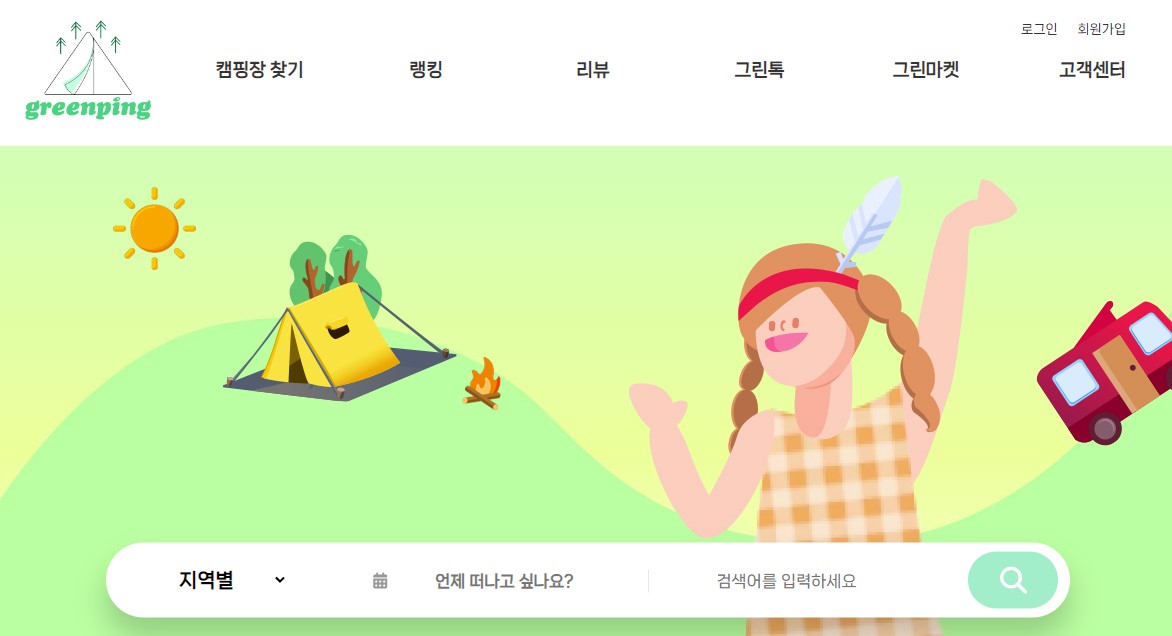 로그인 회원가입
greenping
캠핑장 찾기 랭킹 리뷰 그린톡 그린마켓 고객센터
지역별 언제 떠나고 싶나요? 검색어를 입력하세요